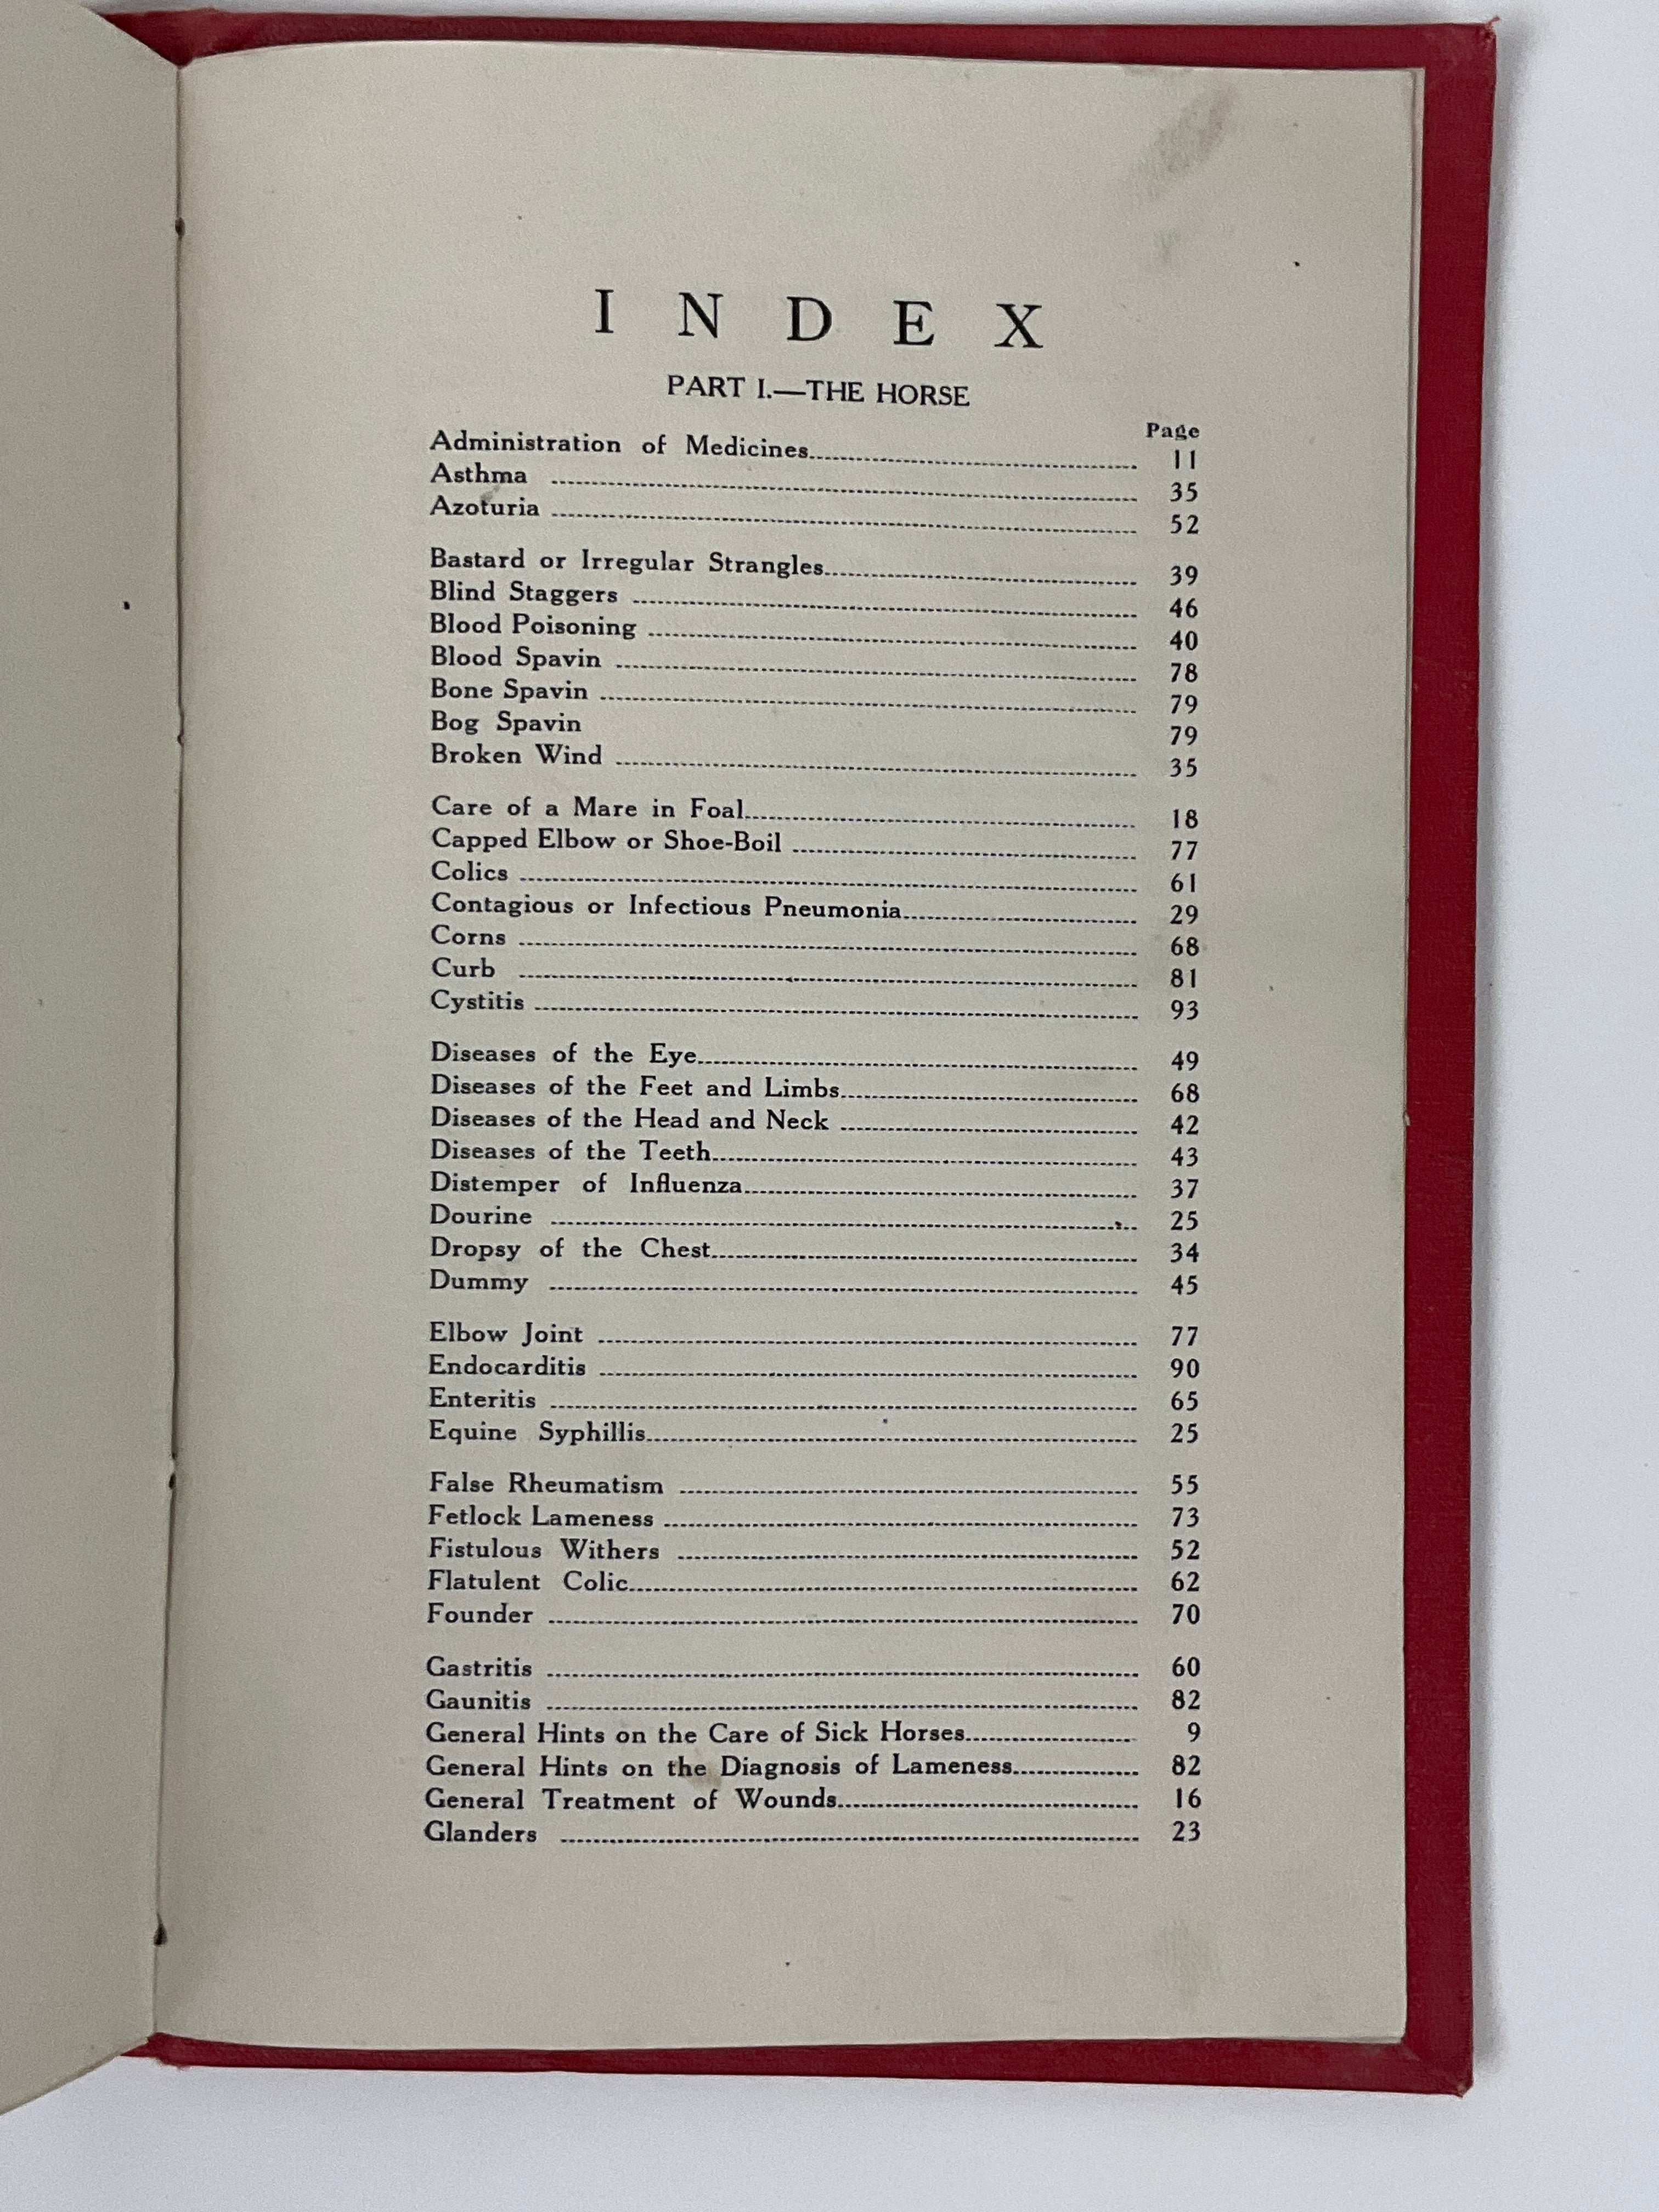 INDEX
PART I.—THE HORSE
Page
Administration of Medicines 11
Asthma 35
Azoturia 52
Bastard or Irregular Strangles 39
Blind Staggers 46
Blood Poisoning 40
Blood Spavin 78
Bone Spavin 79
Bog Spavin 79
Broken Wind 35
Care of a Mare in Foal 18
Capped Elbow or Shoe-Boil 77
Colics 61
Contagious or Infectious Pneumonia 29
Corns 68
Curb 81
Cystitis 93
Diseases of the Eye 49
Diseases of the Feet and Limbs 68
Diseases of the Head and Neck 42
Diseases of the Teeth 43
Distemper of Influenza 37
Dourine 25
Dropsy of the Chest 34
Dummy 45
Elbow Joint 77
Endocarditis 90
Enteritis 65
Equine Syphillis 25
False Rheumatism 55
Fetlock Lameness 73
Fistulous Withers 52
Flatulent Colic 62
Founder 70
Gastritis 60
Gaunitis 82
General Hints on the Care of Sick Horses 9
General Hints on the Diagnosis of Lameness 82
General Treatment of Wounds 16
Glanders 23